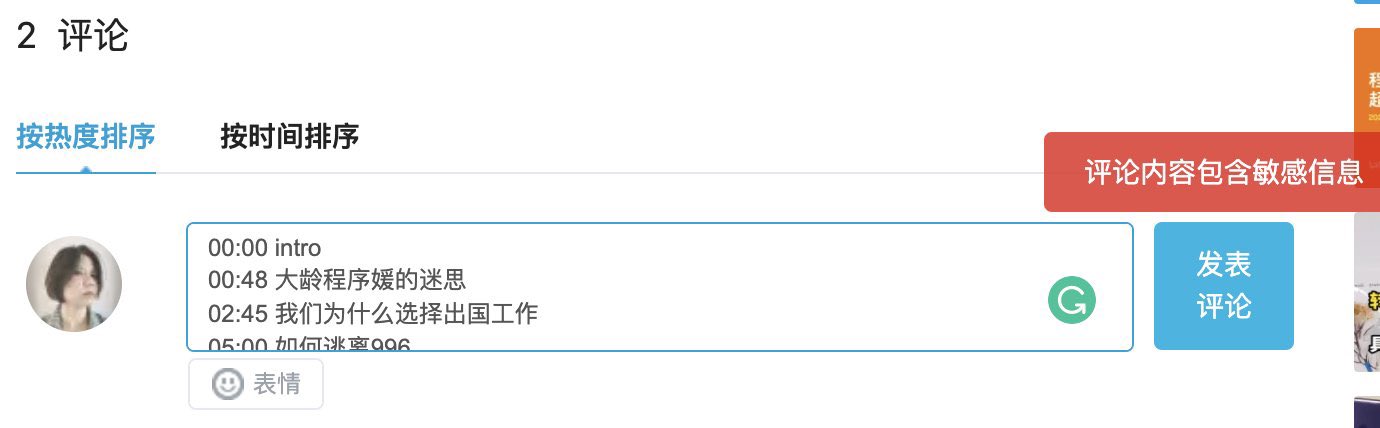 2 评论
按热度排序 按时间排序
评论内容包含敏感信息
00:00 intro
00:48 大龄程序媛的迷思
02:45 我们为什么选择出国工作
05:00 如何逃离996
发表
评论
表情